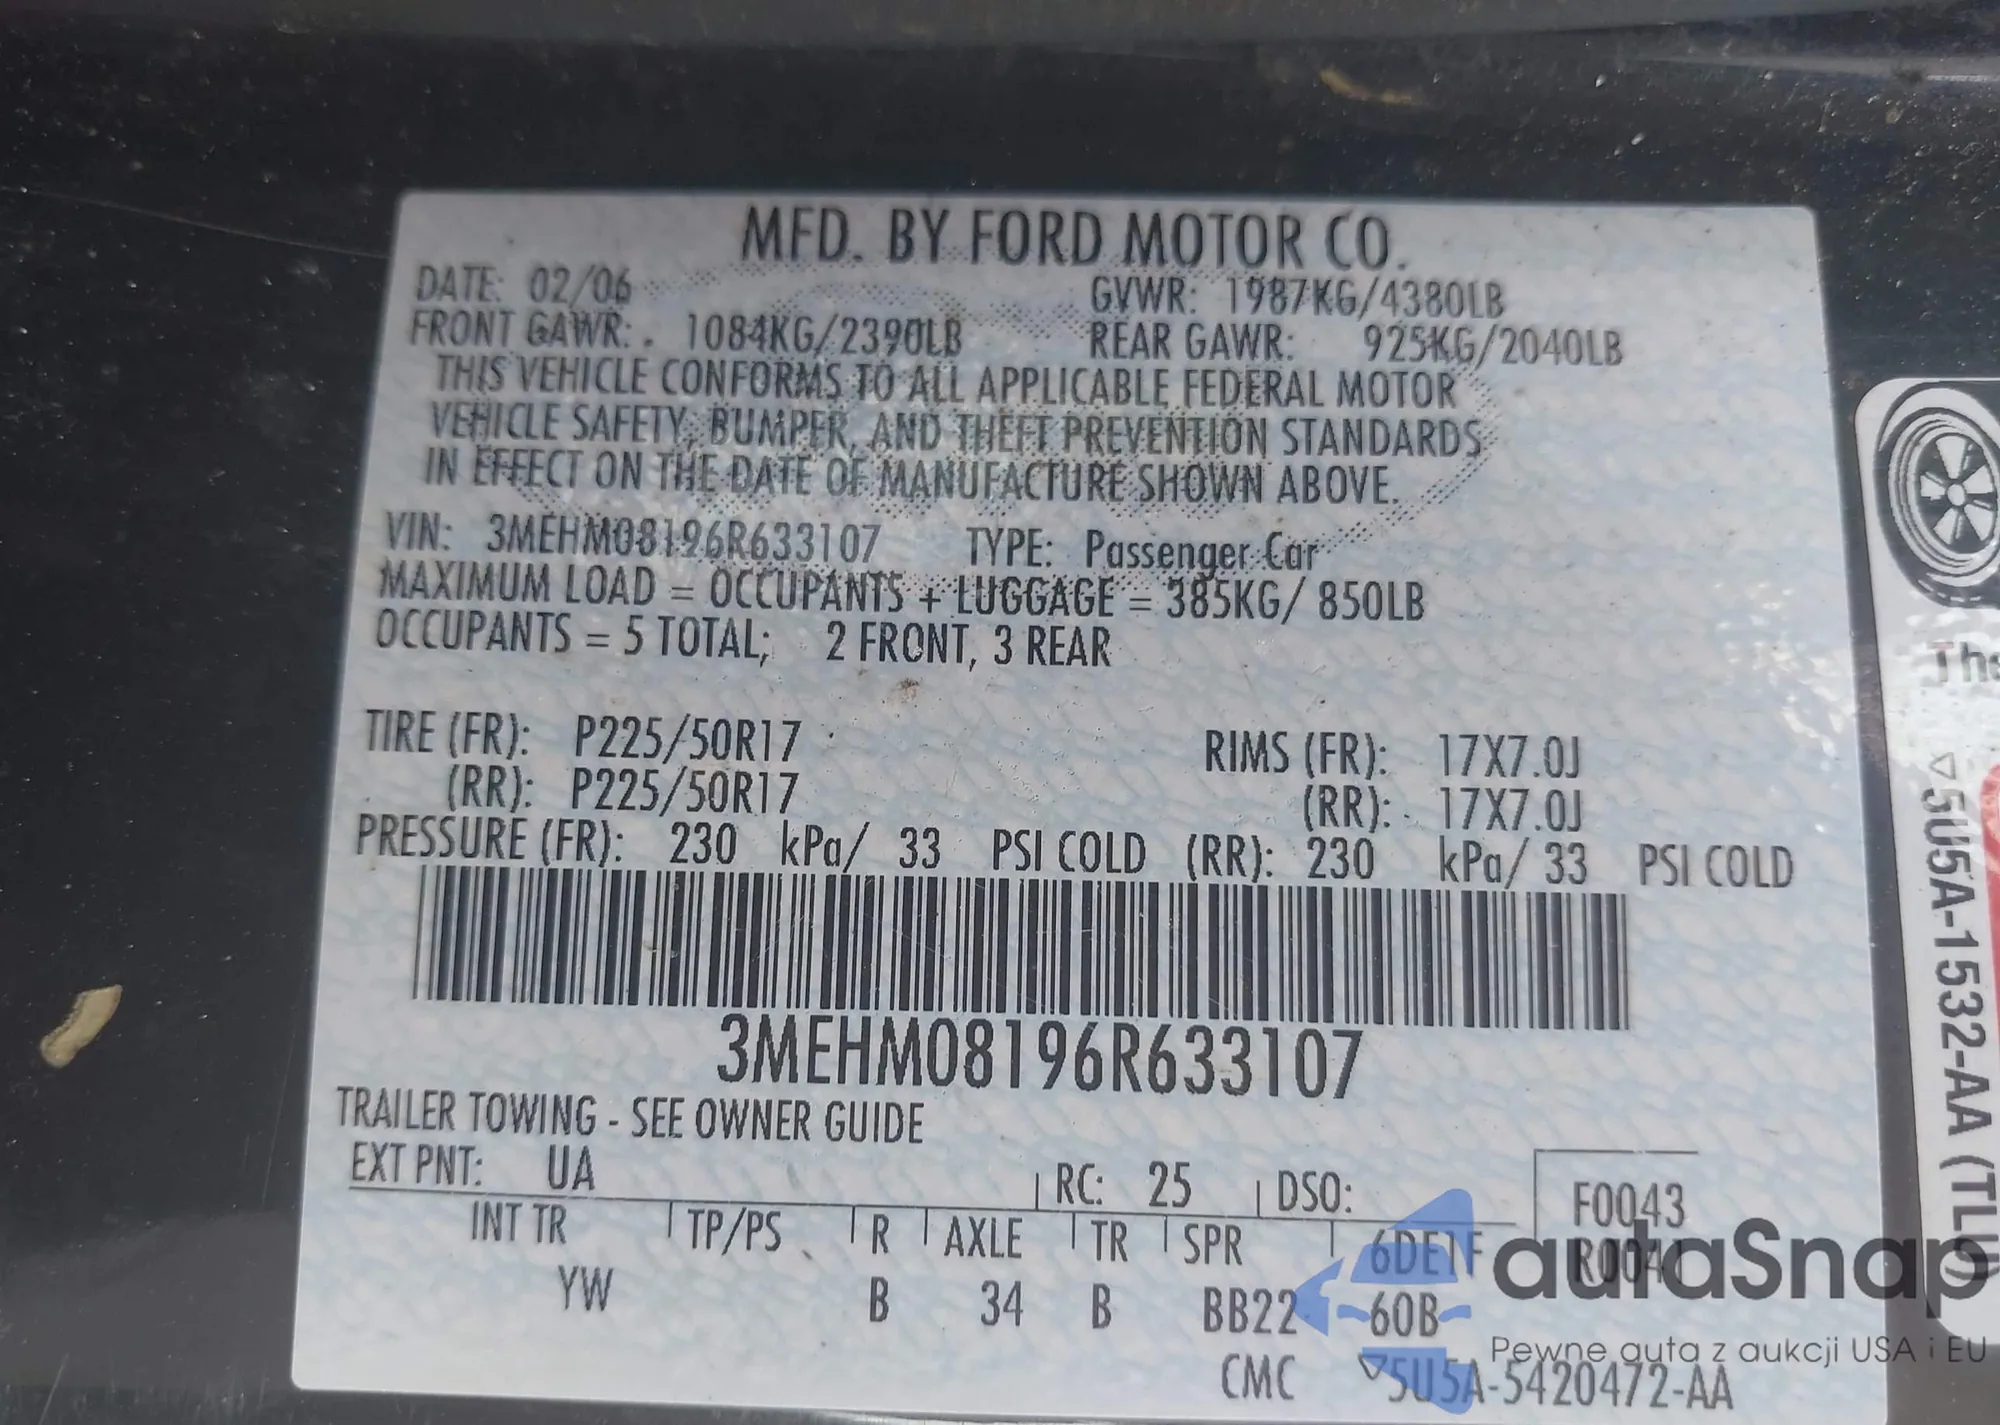 MFD. BY FORD MOTOR CO.
DATE: 02/06 GVWR: 1987KG/4380LB
FRONT GAWR: 1084KG/2390LB REAR GAWR: 925KG/2040LB
THIS VEHICLE CONFORMS TO ALL APPLICABLE FEDERAL MOTOR
VEHICLE SAFETY, BUMPER, AND THEFT PREVENTION STANDARDS
IN EFFECT ON THE DATE OF MANUFACTURE SHOWN ABOVE.
VIN: 3MEHM08196R633107 TYPE: Passenger Car
MAXIMUM LOAD = OCCUPANTS + LUGGAGE = 385KG/ 850LB
OCCUPANTS = 5 TOTAL; 2 FRONT, 3 REAR
TIRE (FR): P225/50R17 RIMS (FR): 17X7.0J
(RR): P225/50R17 (RR): 17X7.0J
PRESSURE (FR): 230 kPa/ 33 PSI COLD (RR): 230 kPa/ 33 PSI COLD
3MEHM08196R633107
TRAILER TOWING - SEE OWNER GUIDE
EXT PNT: UA RC: 25 DSO: F0043
INT TR TP/PS R AXLE TR SPR 6DE1F R0041
YW B 34 B BB22 60B
CMC ▽5U5A-5420472-AA
▽5U5A-1532-AA (TLU)
autaSnap
Pewne auta z aukcji USA i EU